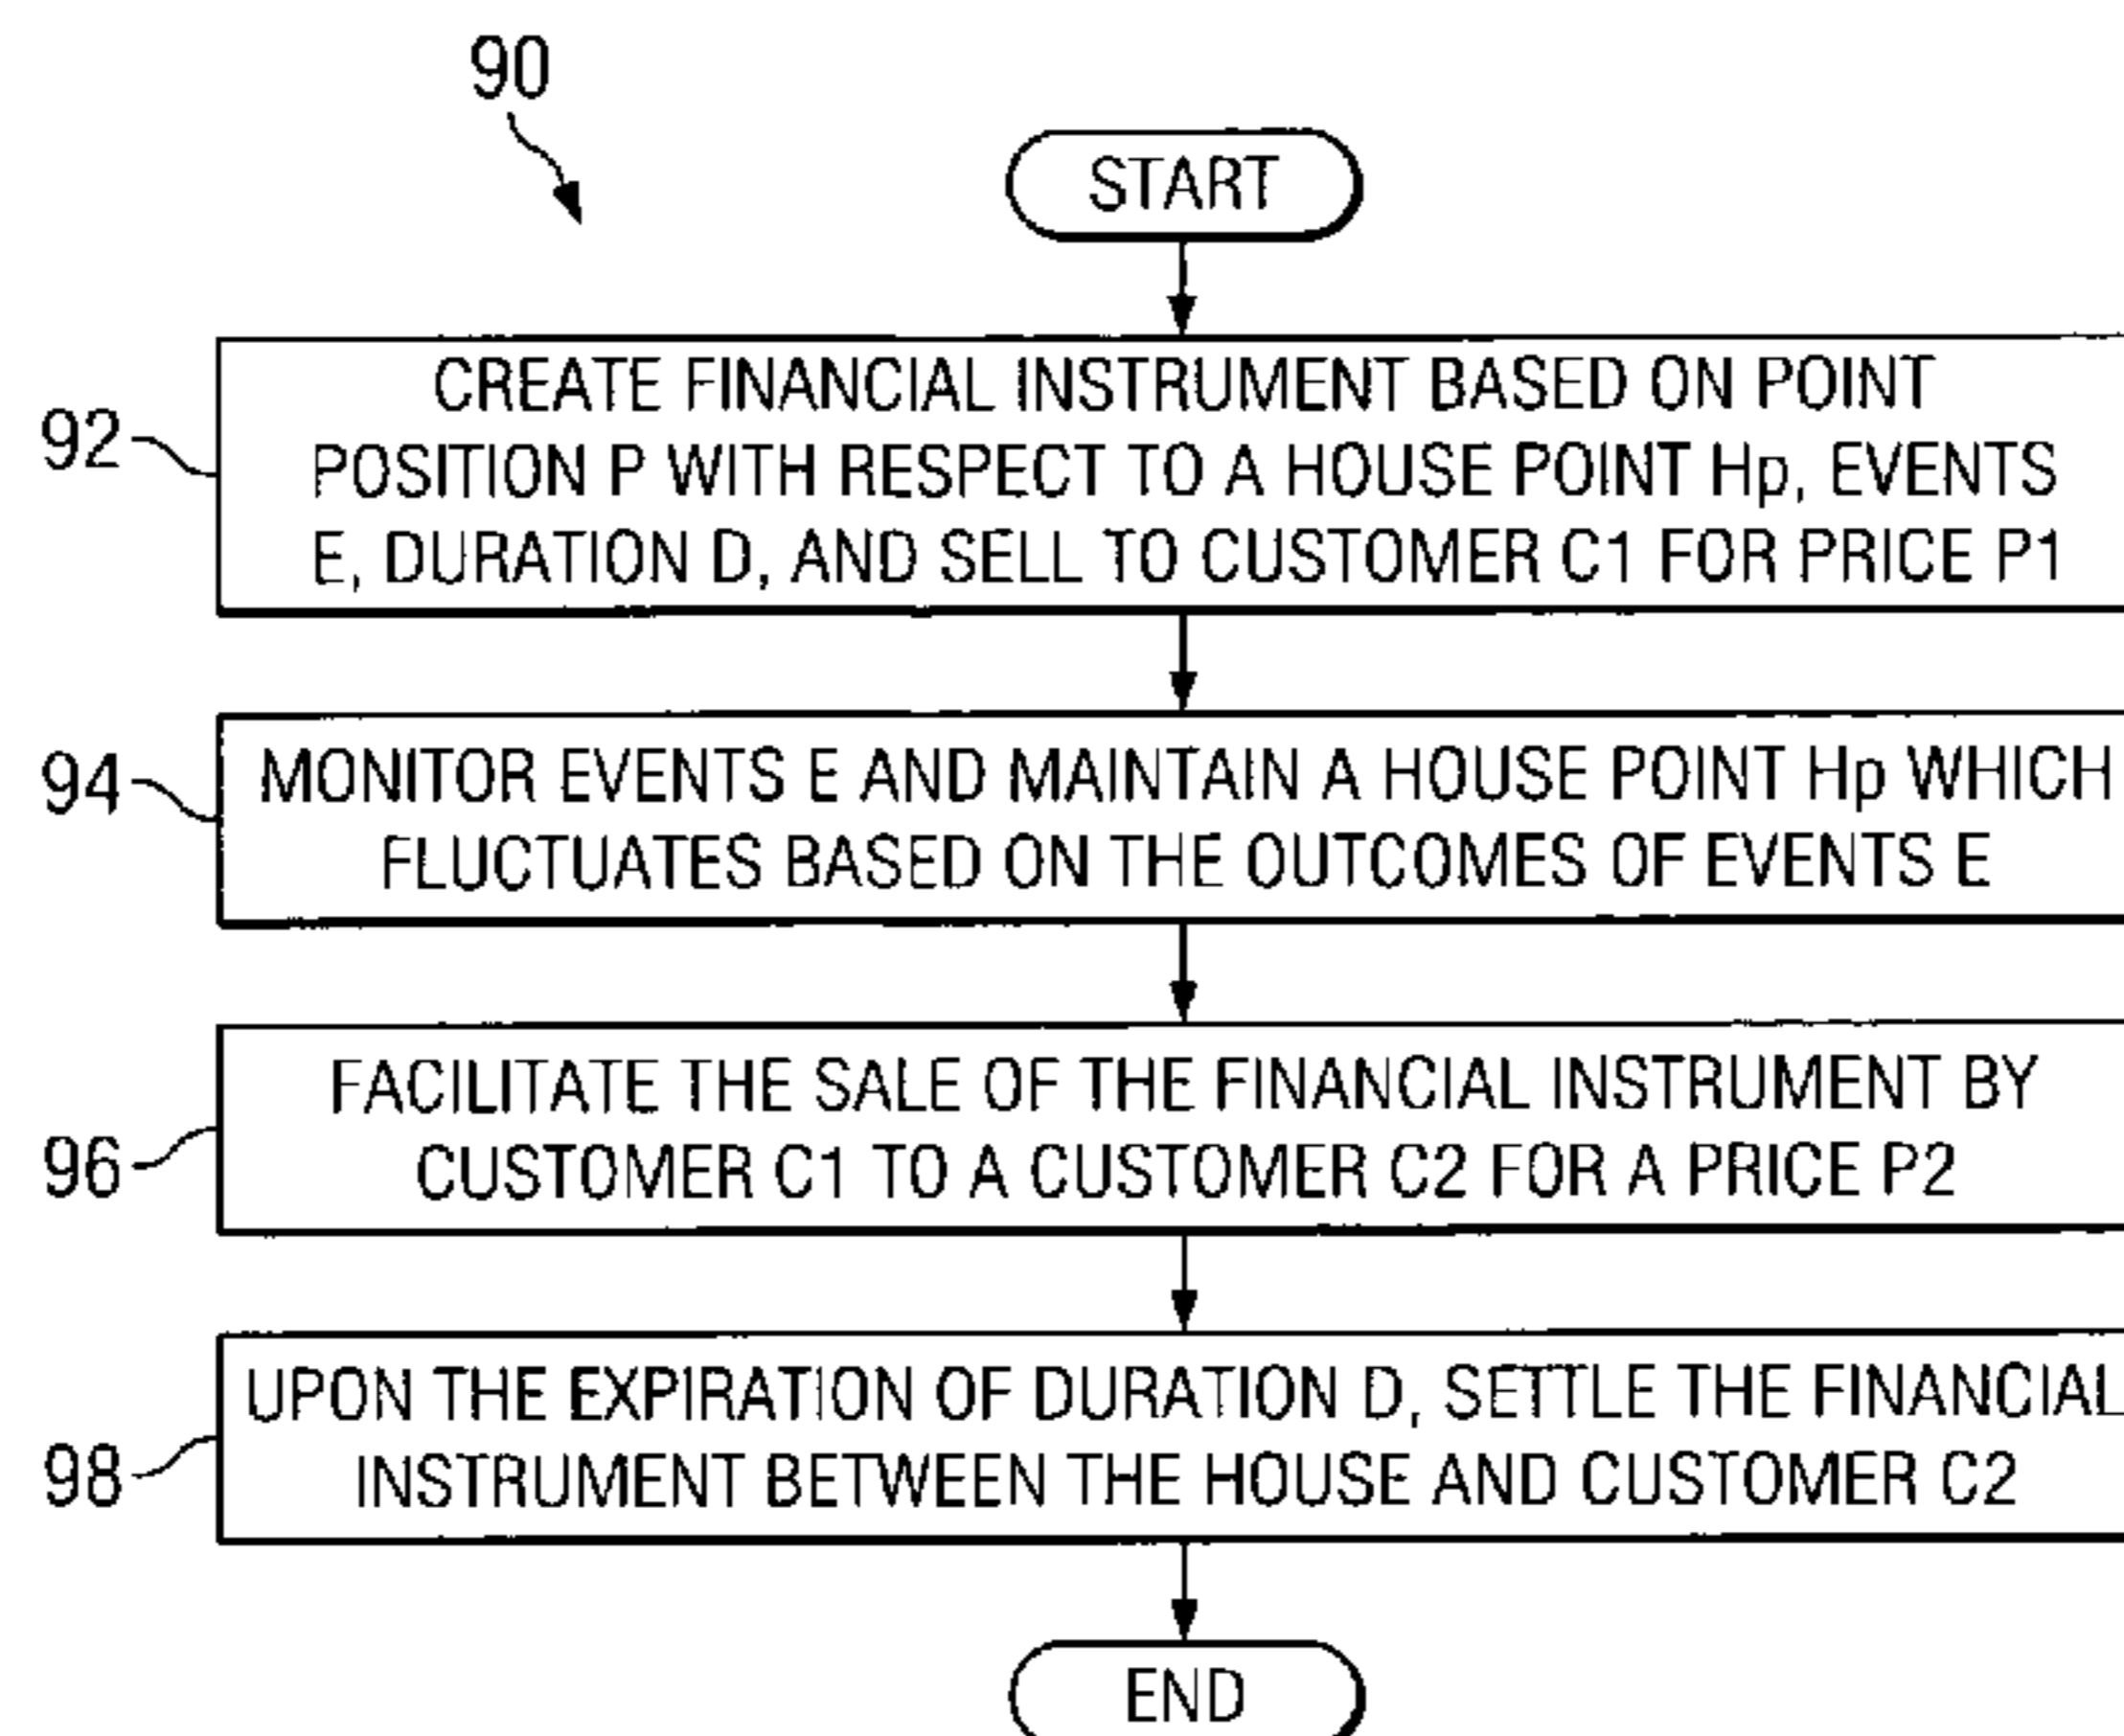 90
START
92
CREATE FINANCIAL INSTRUMENT BASED ON POINT
POSITION P WITH RESPECT TO A HOUSE POINT Hp, EVENTS
E, DURATION D, AND SELL TO CUSTOMER C1 FOR PRICE P1
94
MONITOR EVENTS E AND MAINTAIN A HOUSE POINT Hp WHICH
FLUCTUATES BASED ON THE OUTCOMES OF EVENTS E
96
FACILITATE THE SALE OF THE FINANCIAL INSTRUMENT BY
CUSTOMER C1 TO A CUSTOMER C2 FOR A PRICE P2
98
UPON THE EXPIRATION OF DURATION D, SETTLE THE FINANCIAL
INSTRUMENT BETWEEN THE HOUSE AND CUSTOMER C2
END